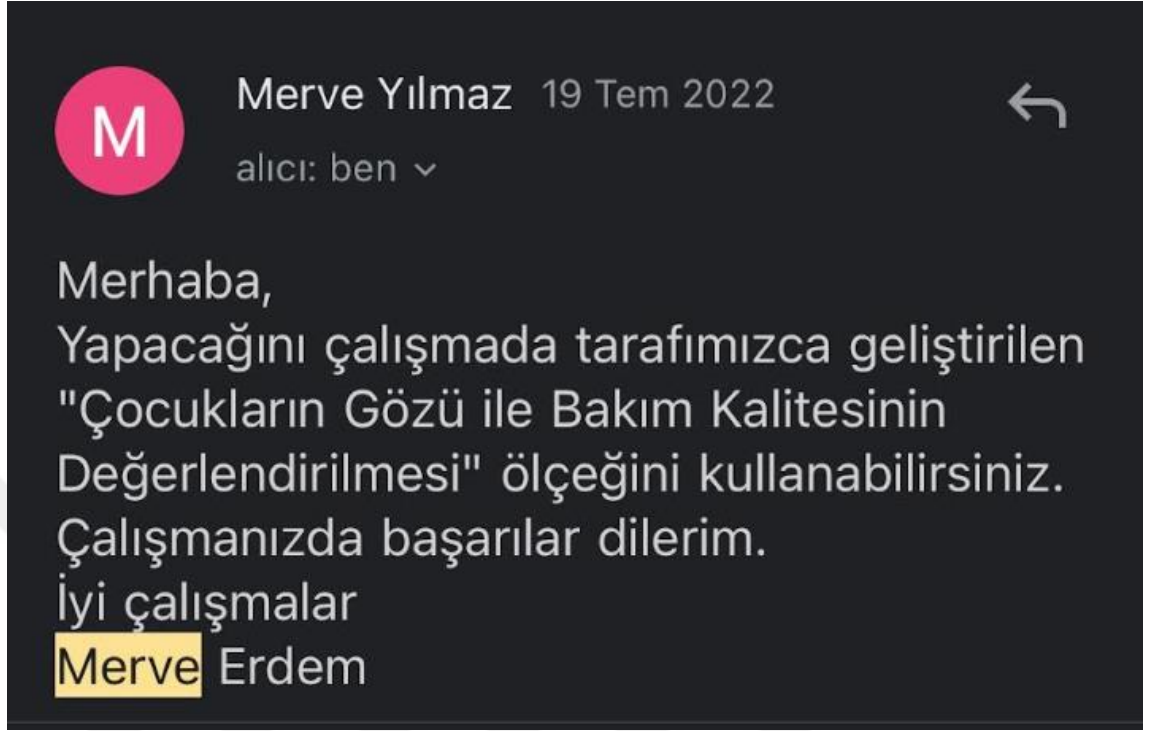 M
Merve Yılmaz 19 Tem 2022
alıcı: ben
Merhaba,
Yapacağını çalışmada tarafımızca geliştirilen
"Çocukların Gözü ile Bakım Kalitesinin
Değerlendirilmesi" ölçeğini kullanabilirsiniz.
Çalışmanızda başarılar dilerim.
İyi çalışmalar
Merve Erdem